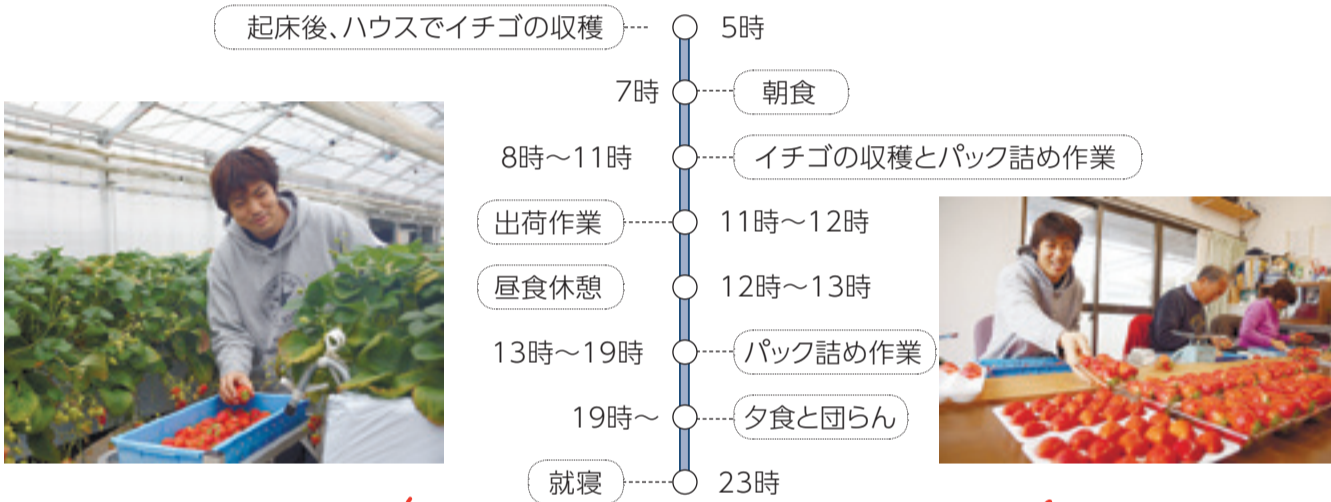 起床後、ハウスでイチゴの収穫 5時
7時 朝食
8時～11時 イチゴの収穫とパック詰め作業
出荷作業 11時～12時
昼食休憩 12時～13時
13時～19時 パック詰め作業
19時～ 夕食と団らん
就寝 23時